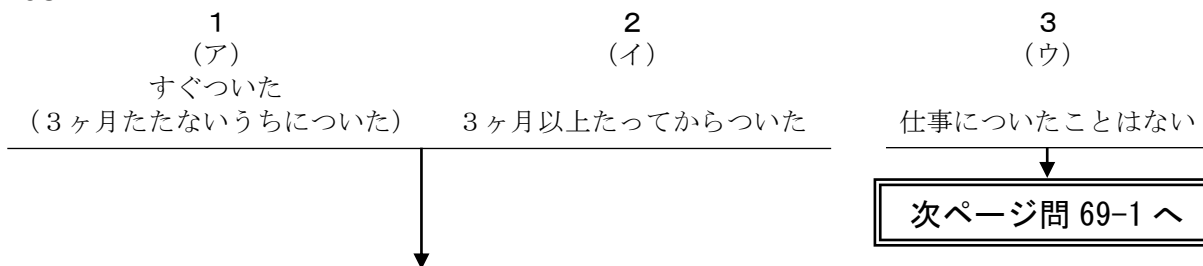 1 2 3
(ア) (イ) (ウ)
すぐついた
(3ヶ月たたないうちについた) 3ヶ月以上たってからついた 仕事についたことはない
次ページ問 69-1 へ